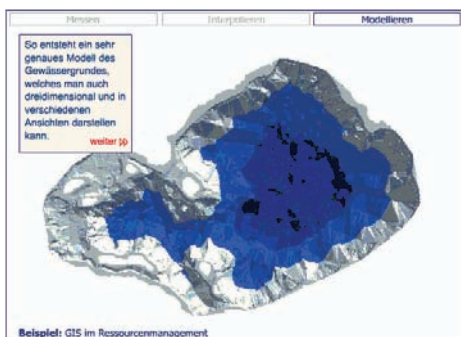 Messen Interpolieren Modellieren
So entsteht ein sehr
genaues Modell des
Gewässergrundes,
welches man auch
dreidimensional und in
verschiedenen
Ansichten darstellen
kann.
weiter »
Beispiel: GIS im Ressourcenmanagement